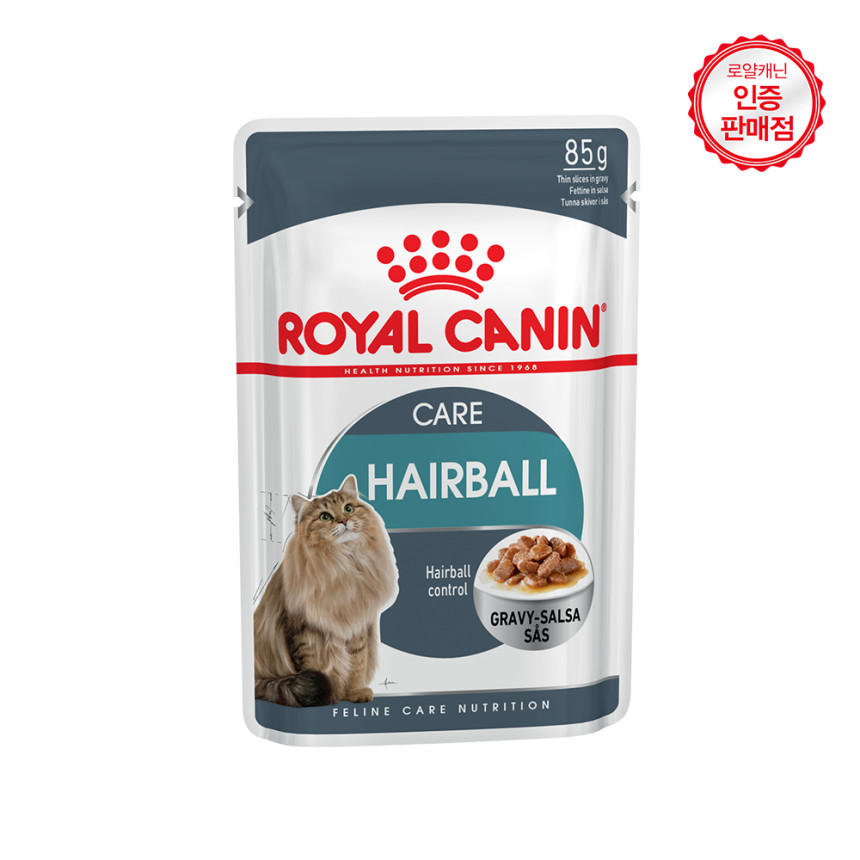 로얄캐닌
인증
판매점
85g
Thin slices in gravy
Fettine in salsa
Tunna skivor i sås
ROYAL CANIN®
HEALTH NUTRITION SINCE 1968
CARE
HAIRBALL
Hairball
control
GRAVY-SALSA
SÅS
FELINE CARE NUTRITION